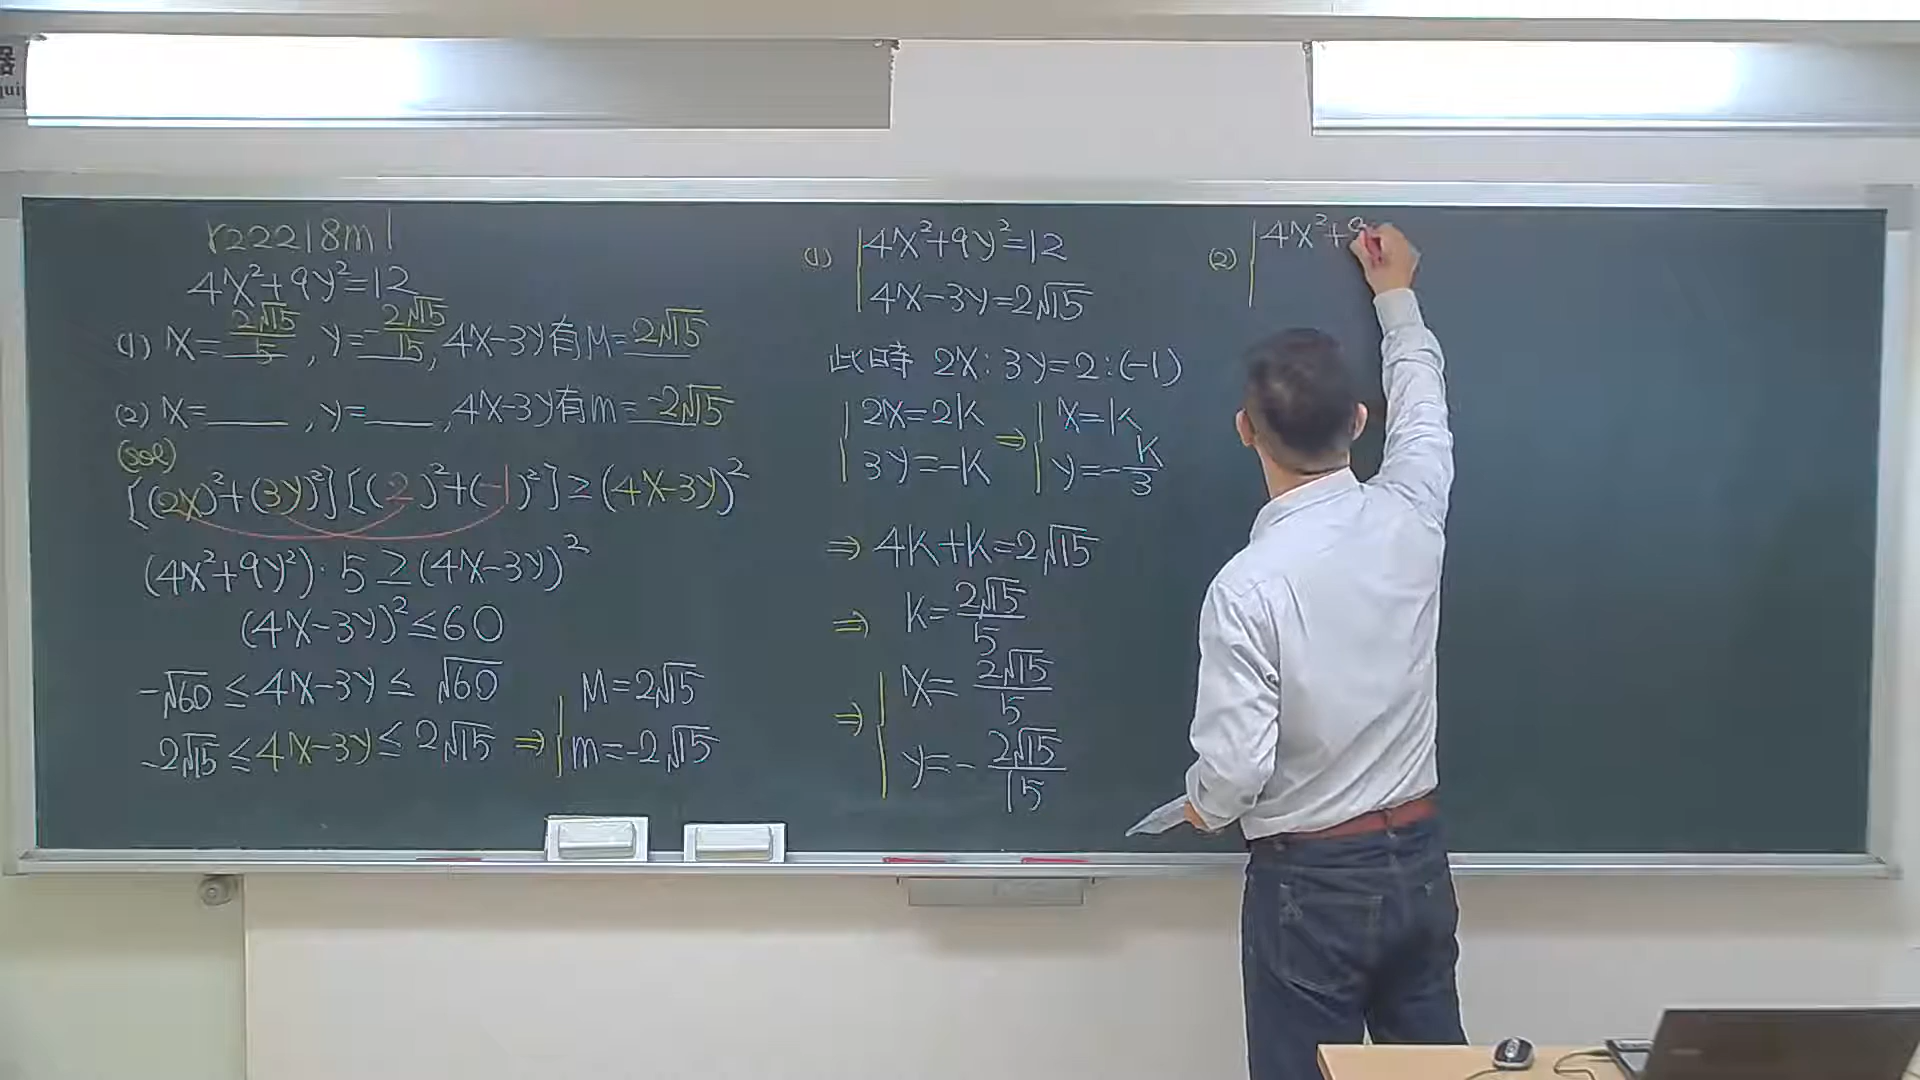 器
r22218m1
4x²+9y²=12
(1) x=2√15/5, y=-2√15/15, 4x-3y有M=2√15
(2) x=____, y=____, 4x-3y有m=-2√15
(sol)
[(2x)²+(3y)²][(2)²+(-1)²]≥(4x-3y)²
(4x²+9y²)·5≥(4x-3y)²
(4x-3y)²≤60
-√60≤4x-3y≤√60
-2√15≤4x-3y≤2√15 ⇒ M=2√15
m=-2√15
(1) 4x²+9y²=12
4x-3y=2√15
此時 2x:3y=2:(-1)
2x=2k ⇒ x=k
3y=-k y=-k/3
⇒ 4k+k=2√15
⇒ k=2√15/5
⇒ x=2√15/5
y=-2√15/15
(2) 4x²+9